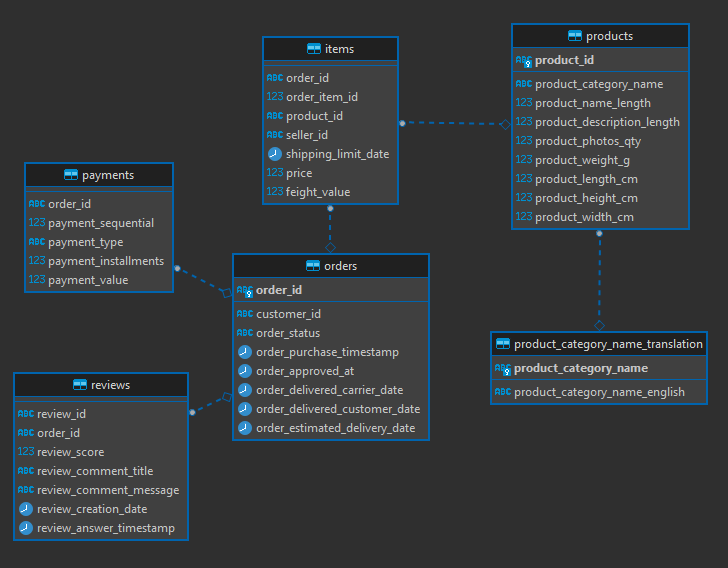 items
ABC order_id
123 order_item_id
ABC product_id
ABC seller_id
shipping_limit_date
123 price
123 feight_value
products
ABC product_id
ABC product_category_name
123 product_name_length
123 product_description_length
123 product_photos_qty
123 product_weight_g
123 product_length_cm
123 product_height_cm
123 product_width_cm
payments
ABC order_id
123 payment_sequential
ABC payment_type
123 payment_installments
123 payment_value
orders
ABC order_id
ABC customer_id
ABC order_status
order_purchase_timestamp
order_approved_at
order_delivered_carrier_date
order_delivered_customer_date
order_estimated_delivery_date
product_category_name_translation
ABC product_category_name
ABC product_category_name_english
reviews
ABC review_id
ABC order_id
123 review_score
ABC review_comment_title
ABC review_comment_message
review_creation_date
review_answer_timestamp